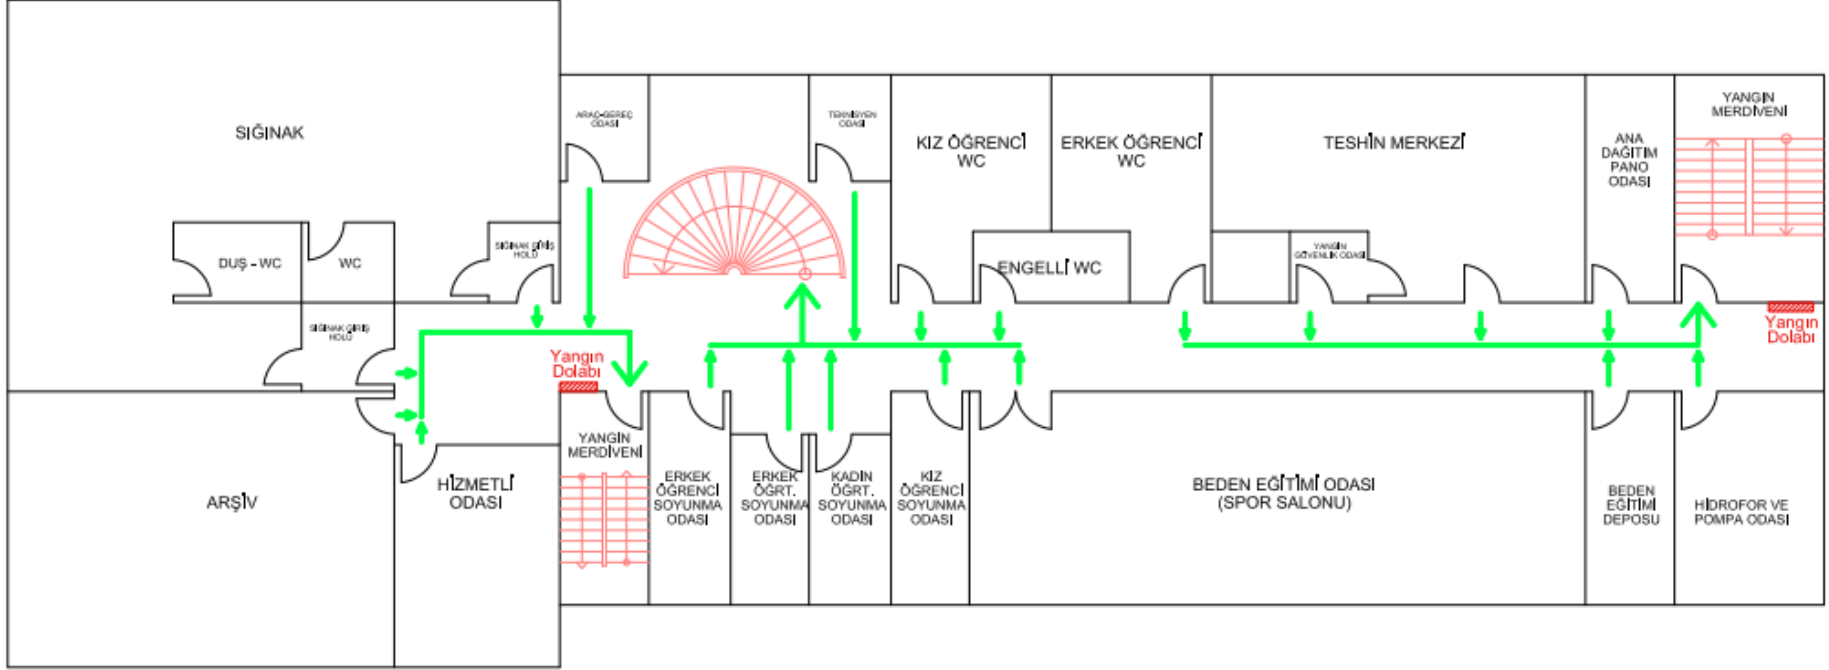 SIĞINAK
ARAÇ-GEREÇ
ODASI
TEKNİSYEN
ODASI
KIZ ÖĞRENCİ
WC
ERKEK ÖĞRENCİ
WC
TESHİN MERKEZİ
ANA
DAĞITIM
PANO
ODASI
YANGIN
MERDİVENİ
DUŞ - WC
WC
SIĞINAK GİRİŞ
HOLÜ
ENGELLİ WC
YANGIN
GÜVENLİK ODASI
SIĞINAK GİRİŞ
HOLÜ
Yangın
Dolabı
Yangın
Dolabı
ARŞİV
HİZMETLİ
ODASI
YANGIN
MERDİVENİ
ERKEK
ÖĞRENCİ
SOYUNMA
ODASI
ERKEK
ÖĞRT.
SOYUNMA
ODASI
KADIN
ÖĞRT.
SOYUNMA
ODASI
KIZ
ÖĞRENCİ
SOYUNMA
ODASI
BEDEN EĞİTİMİ ODASI
(SPOR SALONU)
BEDEN
EĞİTİMİ
DEPOSU
HİDROFOR VE
POMPA ODASI